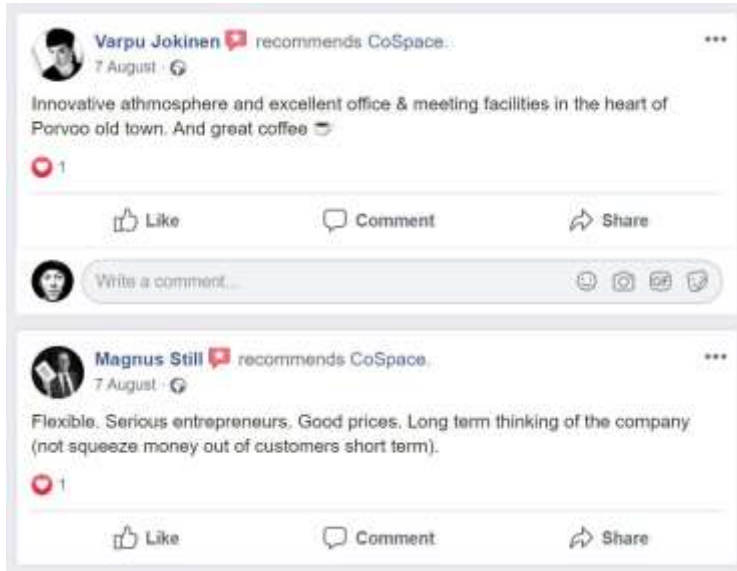 Varpu Jokinen recommends CoSpace.
7 August ·
Innovative athmosphere and excellent office & meeting facilities in the heart of
Porvoo old town. And great coffee ☕
1
Like Comment Share
Write a comment...
GIF
Magnus Still recommends CoSpace.
7 August ·
Flexible. Serious entrepreneurs. Good prices. Long term thinking of the company
(not squeeze money out of customers short term).
1
Like Comment Share